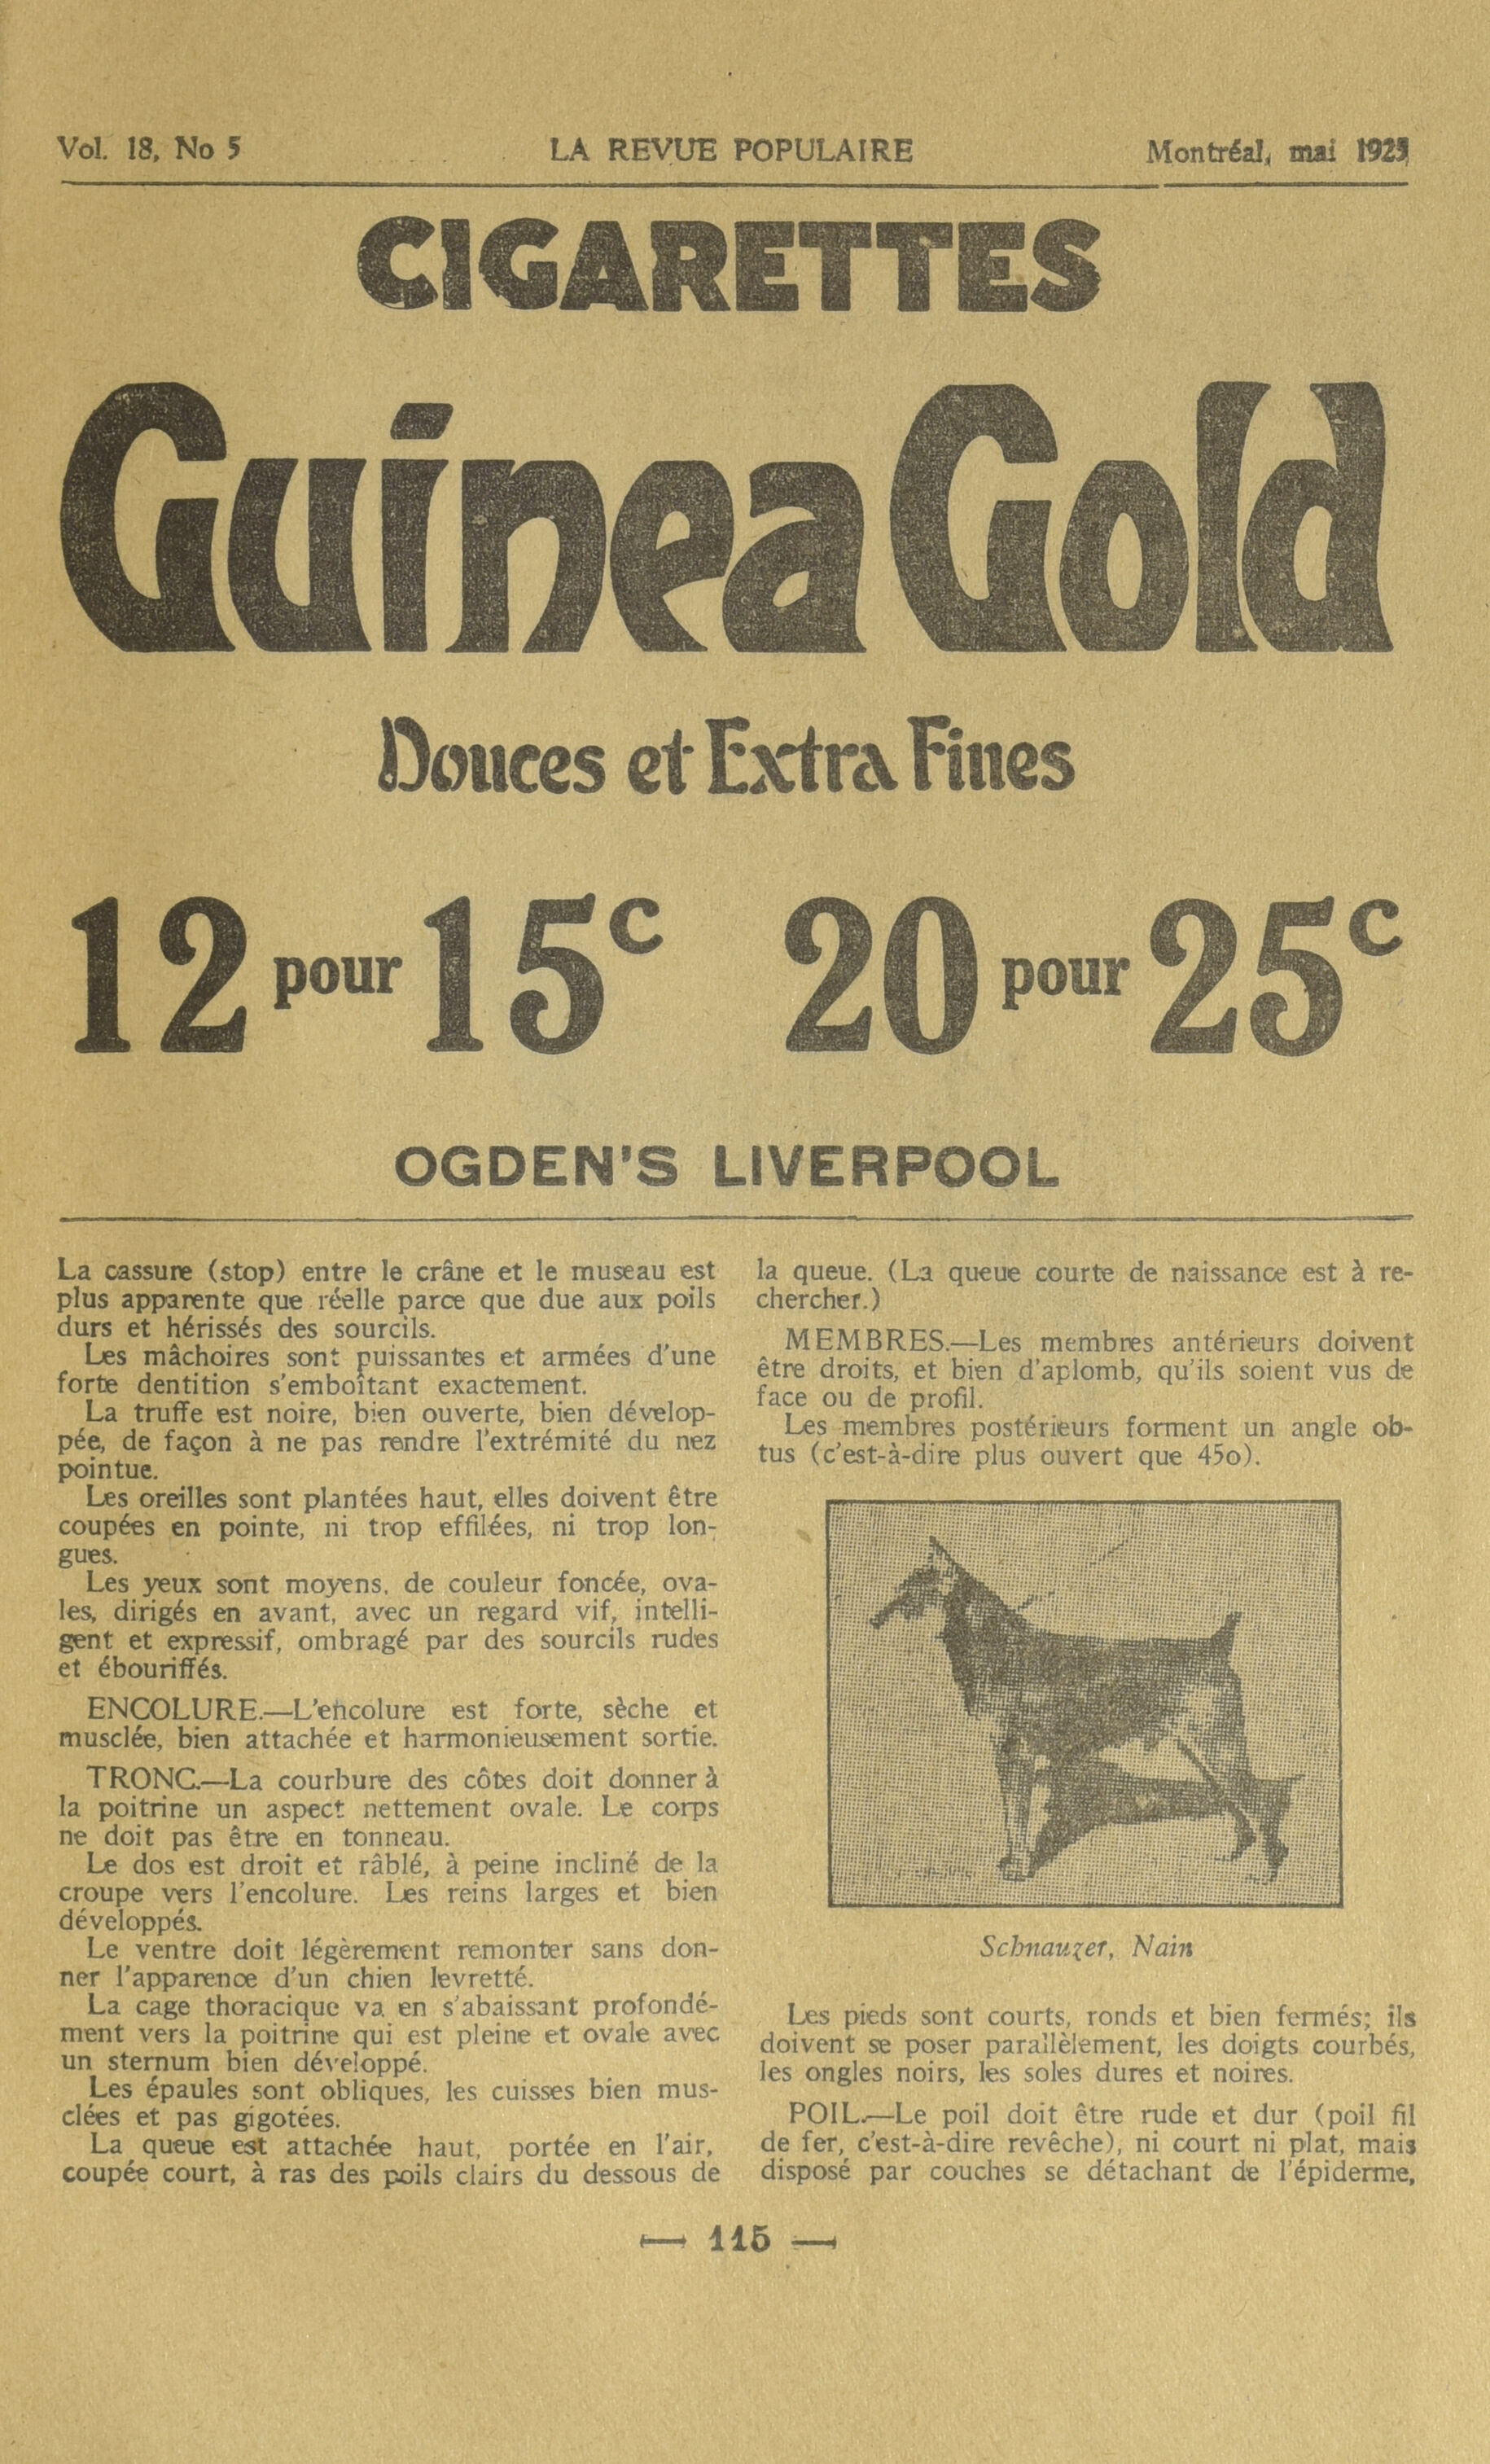 Vol. 18, No 5 LA REVUE POPULAIRE Montréal, mai 1925
CIGARETTES
Guinea Gold
Douces et Extra Fines
12 pour 15c 20 pour 25c
OGDEN'S LIVERPOOL
La cassure (stop) entre le crâne et le museau est
plus apparente que réelle parce que due aux poils
durs et hérissés des sourcils.
Les mâchoires sont puissantes et armées d'une
forte dentition s'emboîtant exactement.
La truffe est noire, bien ouverte, bien dévelop-
pée, de façon à ne pas rendre l'extrémité du nez
pointue.
Les oreilles sont plantées haut, elles doivent être
coupées en pointe, ni trop effilées, ni trop lon-
gues.
Les yeux sont moyens, de couleur foncée, ova-
les, dirigés en avant, avec un regard vif, intelli-
gent et expressif, ombragé par des sourcils rudes
et ébouriffés.
ENCOLURE.—L'encolure est forte, sèche et
musclée, bien attachée et harmonieusement sortie.
TRONC.—La courbure des côtes doit donner à
la poitrine un aspect nettement ovale. Le corps
ne doit pas être en tonneau.
Le dos est droit et râblé, à peine incliné de la
croupe vers l'encolure. Les reins larges et bien
développés.
Le ventre doit légèrement remonter sans don-
ner l'apparence d'un chien levretté.
La cage thoracique va en s'abaissant profondé-
ment vers la poitrine qui est pleine et ovale avec
un sternum bien développé.
Les épaules sont obliques, les cuisses bien mus-
clées et pas gigotées.
La queue est attachée haut, portée en l'air,
coupée court, à ras des poils clairs du dessous de
la queue. (La queue courte de naissance est à re-
chercher.)
MEMBRES.—Les membres antérieurs doivent
être droits, et bien d'aplomb, qu'ils soient vus de
face ou de profil.
Les membres postérieurs forment un angle ob-
tus (c'est-à-dire plus ouvert que 45o).
Schnauzer, Nain
Les pieds sont courts, ronds et bien fermés; ils
doivent se poser parallèlement, les doigts courbés,
les ongles noirs, les soles dures et noires.
POIL.—Le poil doit être rude et dur (poil fil
de fer, c'est-à-dire revêche), ni court ni plat, mais
disposé par couches se détachant de l'épiderme,
— 115 —